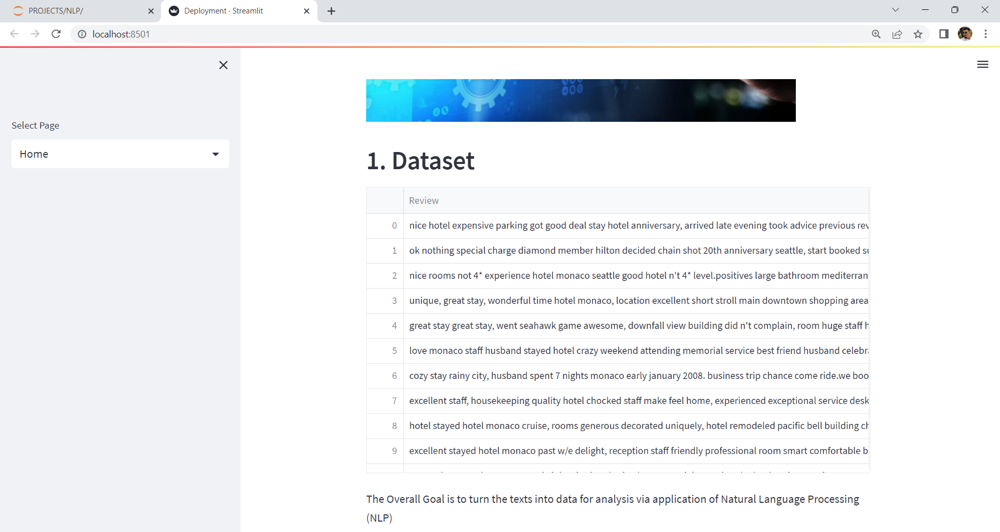 PROJECTS/NLP/
Deployment · Streamlit
localhost:8501
Select Page
Home
1. Dataset
Review
0 nice hotel expensive parking got good deal stay hotel anniversary, arrived late evening took advice previous
1 ok nothing special charge diamond member hilton decided chain shot 20th anniversary seattle, start booked
2 nice rooms not 4* experience hotel monaco seattle good hotel n't 4* level.positives large bathroom mediterran
3 unique, great stay, wonderful time hotel monaco, location excellent short stroll main downtown shopping area
4 great stay great stay, went seahawk game awesome, downfall view building did n't complain, room huge staff
5 love monaco staff husband stayed hotel crazy weekend attending memorial service best friend husband celebr
6 cozy stay rainy city, husband spent 7 nights monaco early january 2008. business trip chance come ride.we boo
7 excellent staff, housekeeping quality hotel chocked staff make feel home, experienced exceptional service desk
8 hotel stayed hotel monaco cruise, rooms generous decorated uniquely, hotel remodeled pacific bell building
9 excellent stayed hotel monaco past w/e delight, reception staff friendly professional room smart comfortable b
The Overall Goal is to turn the texts into data for analysis via application of Natural Language Processing
(NLP)